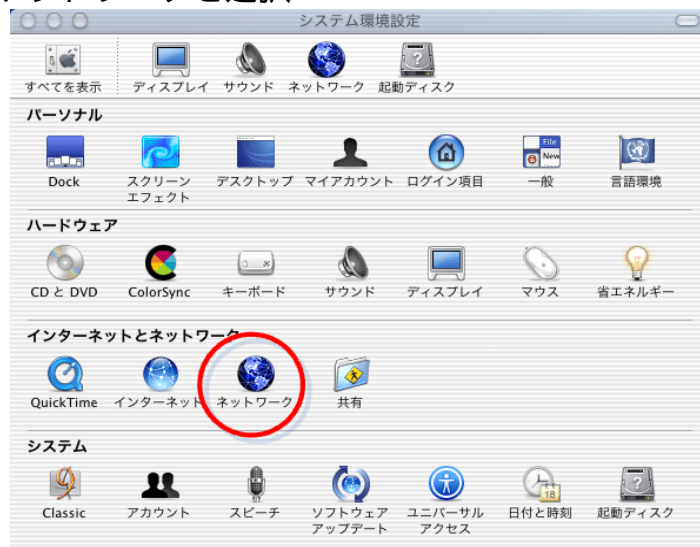 システム環境設定
すべてを表示 ディスプレイ サウンド ネットワーク 起動ディスク
パーソナル
Dock スクリーン エフェクト デスクトップ マイアカウント ログイン項目 一般 言語環境
File
New
ハードウェア
CD と DVD ColorSync キーボード サウンド ディスプレイ マウス 省エネルギー
インターネットとネットワーク
QuickTime インターネット ネットワーク 共有
システム
18
Classic アカウント スピーチ ソフトウェア アップデート ユニバーサル アクセス 日付と時刻 起動ディスク